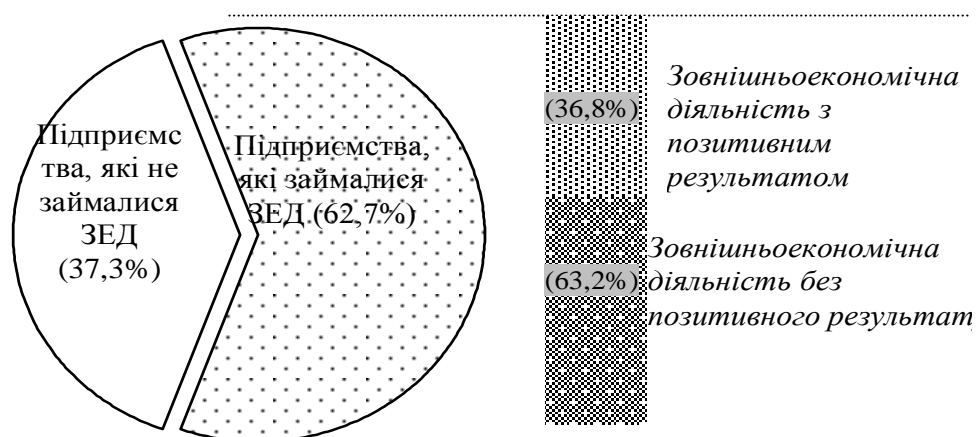 Підприємс
тва, які не
займалися
ЗЕД
(37,3%)
Підприємства,
які займалися
ЗЕД (62,7%)
(36,8%)
Зовнішньоекономічна
діяльність з
позитивним
результатом
(63,2%)
Зовнішньоекономічна
діяльність без
позитивного результат